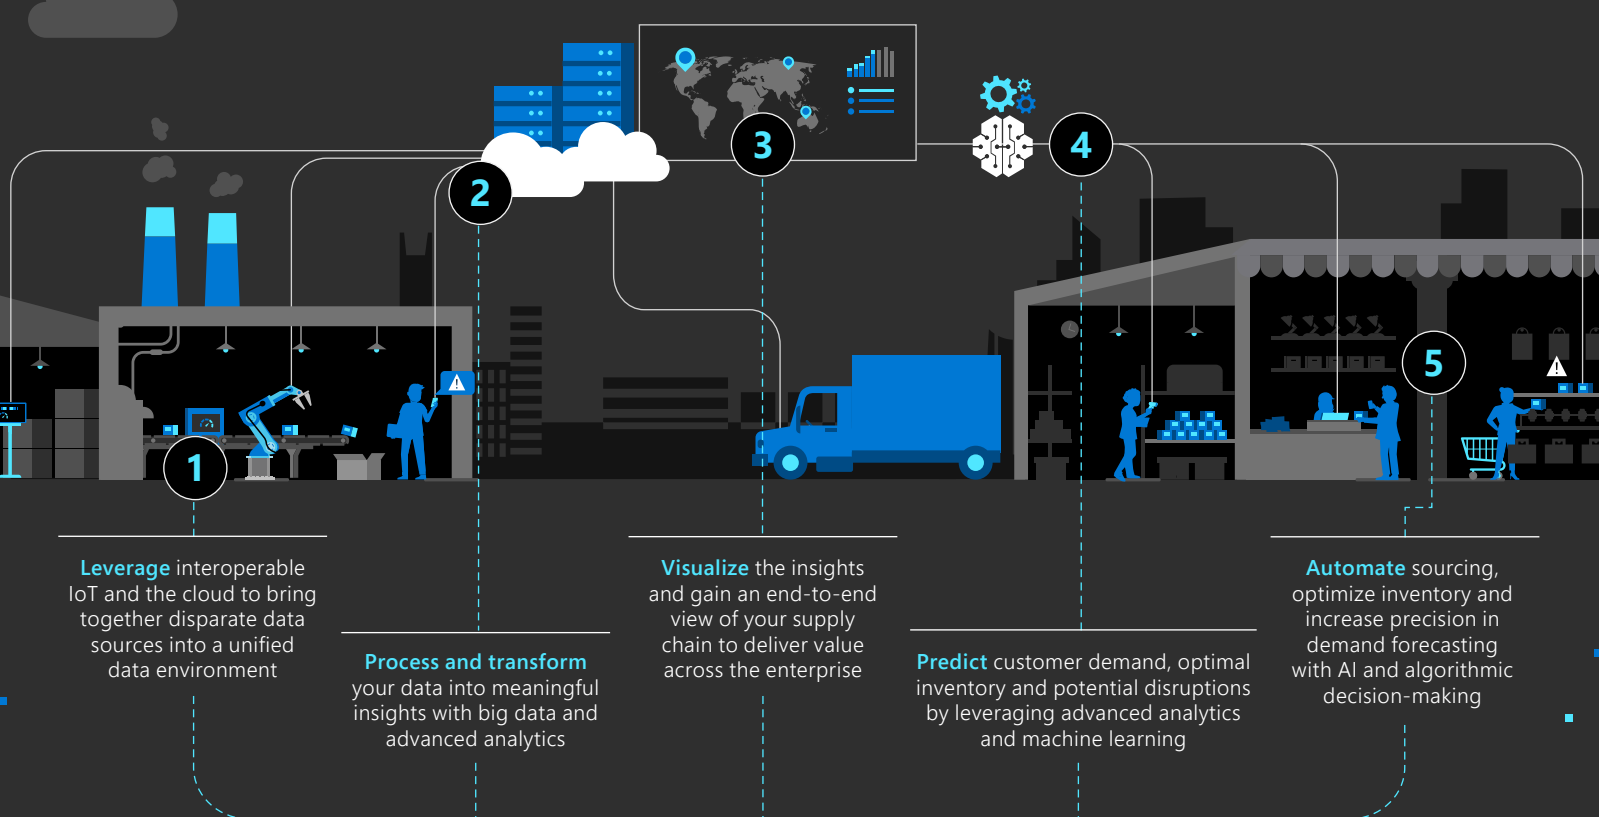 3
4
2
5
1
Leverage interoperable
IoT and the cloud to bring
together disparate data
sources into a unified
data environment
Process and transform
your data into meaningful
insights with big data and
advanced analytics
Visualize the insights
and gain an end-to-end
view of your supply
chain to deliver value
across the enterprise
Predict customer demand, optimal
inventory and potential disruptions
by leveraging advanced analytics
and machine learning
Automate sourcing,
optimize inventory and
increase precision in
demand forecasting
with AI and algorithmic
decision-making